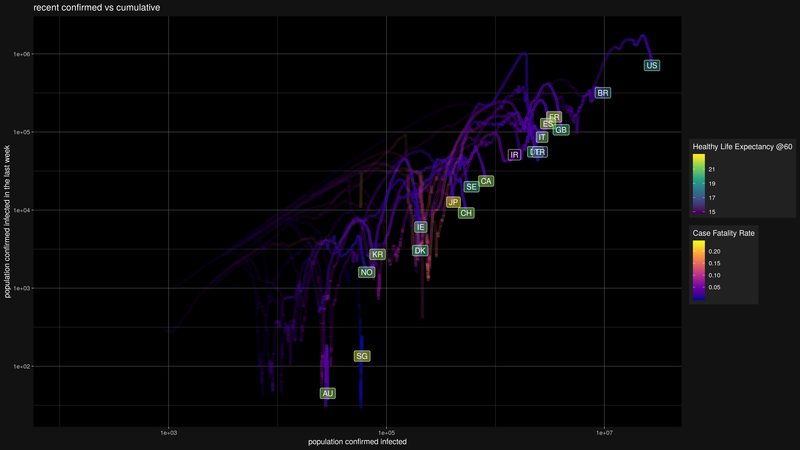 recent confirmed vs cumulative
population confirmed infected in the last week
1e+06
1e+05
1e+04
1e+03
1e+02
US
BR
ES
GB
IT
TR
IR
CA
SE
JP
CH
IE
DK
KR
NO
SG
AU
1e+03
1e+05
1e+07
population confirmed infected
Healthy Life Expectancy @60
21
19
17
15
Case Fatality Rate
0.20
0.15
0.10
0.05